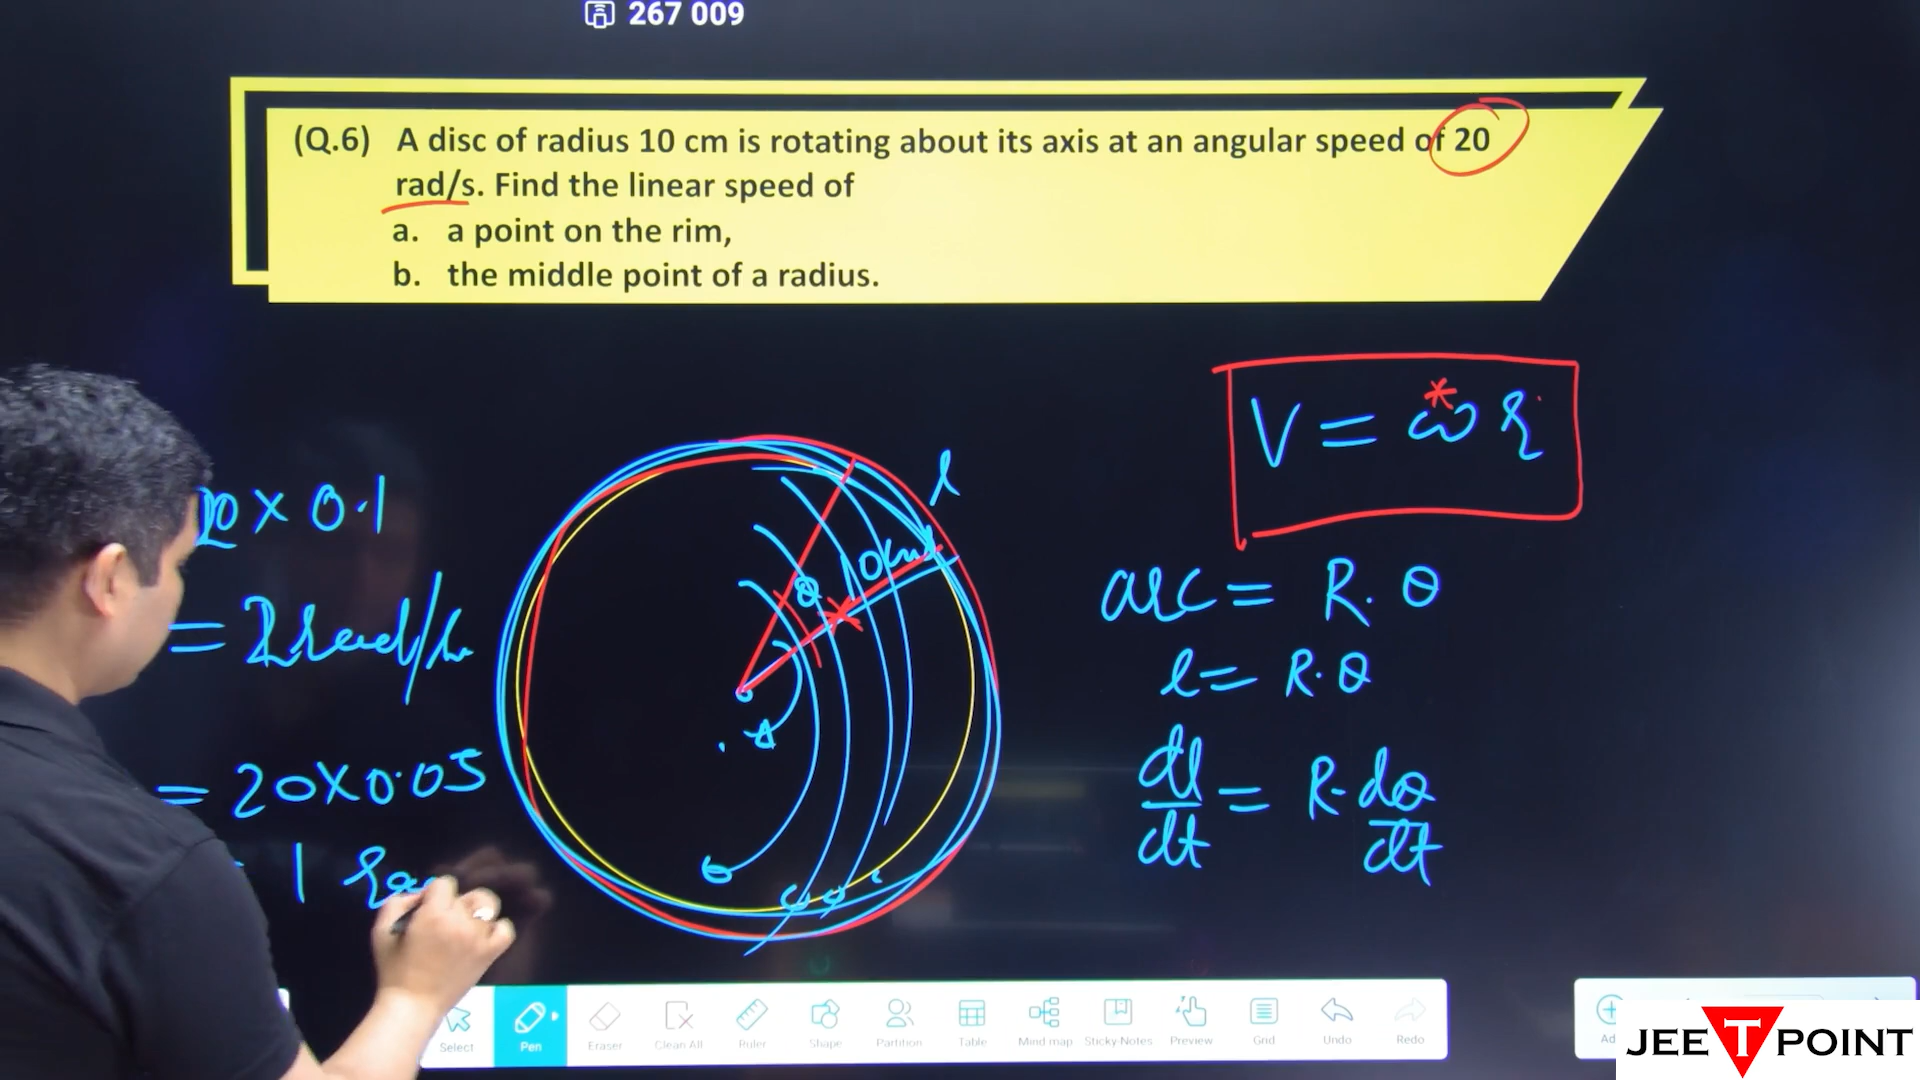 267 009
(Q.6) A disc of radius 10 cm is rotating about its axis at an angular speed of 20
rad/s. Find the linear speed of
a. a point on the rim,
b. the middle point of a radius.
V = ω r
20 × 0.1
= 2 rad/s
= 20×0.05
1
l
10cm
θ
arc = R. θ
l = R.θ
dl/dt = R. dθ/dt
Select
Pen
Eraser
Clean All
Ruler
Shape
Partition
Table
Mind map
Sticky Notes
Preview
Grid
Undo
Redo
JEE T POINT